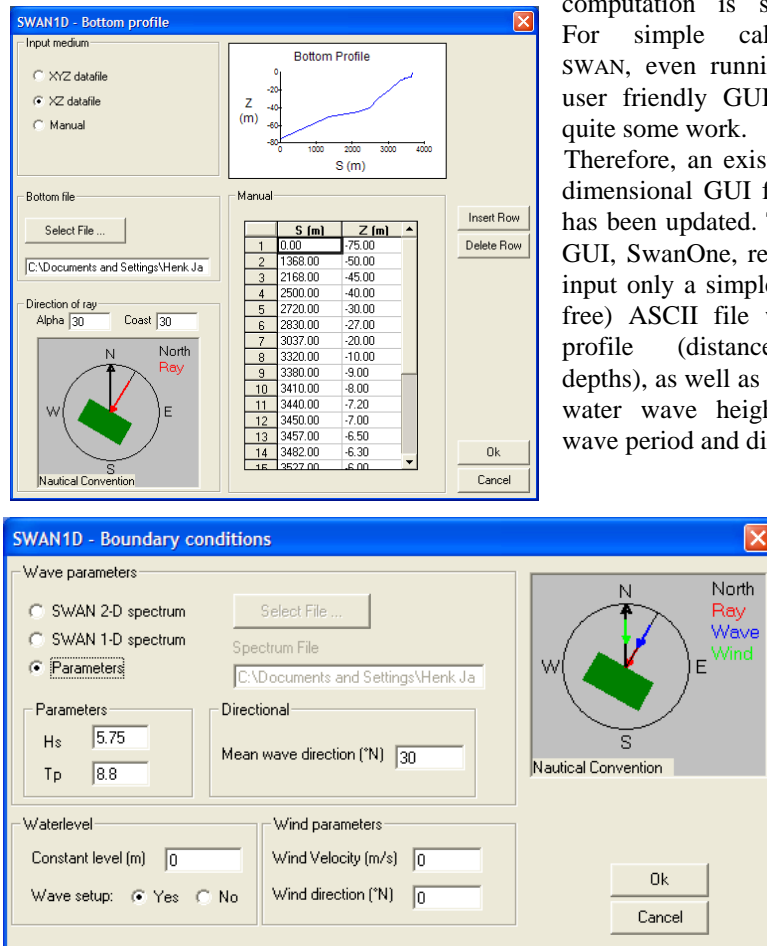 SWAN1D - Bottom profile
Input medium
XYZ datafile
XZ datafile
Manual
Bottom Profile
0
-20
-40
-60
-80
Z
(m)
0 1000 2000 3000 4000
S (m)
Bottom file
Select File ...
C:\Documents and Settings\Henk Ja
Direction of ray
Alpha 30 Coast 30
N
W E
S
North
Ray
Nautical Convention
Manual
S (m) Z (m)
1 0.00 -75.00
2 1368.00 -50.00
3 2168.00 -45.00
4 2500.00 -40.00
5 2720.00 -30.00
6 2830.00 -27.00
7 3037.00 -20.00
8 3320.00 -10.00
9 3380.00 -9.00
10 3410.00 -8.00
11 3440.00 -7.20
12 3450.00 -7.00
13 3457.00 -6.50
14 3482.00 -6.30
15 3527.00 -6.00
Insert Row
Delete Row
Ok
Cancel
computation is s
For simple cal
SWAN, even runni
user friendly GUI
quite some work.
Therefore, an exis
dimensional GUI f
has been updated.
GUI, SwanOne, re
input only a simple
free) ASCII file
profile (distance
depths), as well as
water wave heigh
wave period and di
SWAN1D - Boundary conditions
Wave parameters
SWAN 2-D spectrum
SWAN 1-D spectrum
Parameters
Select File ...
Spectrum File
C:\Documents and Settings\Henk Ja
Parameters
Hs 5.75
Tp 8.8
Directional
Mean wave direction (°N) 30
Waterlevel
Constant level (m) 0
Wave setup: Yes No
Wind parameters
Wind Velocity (m/s) 0
Wind direction (°N) 0
N
W E
S
North
Ray
Wave
Wind
Nautical Convention
Ok
Cancel